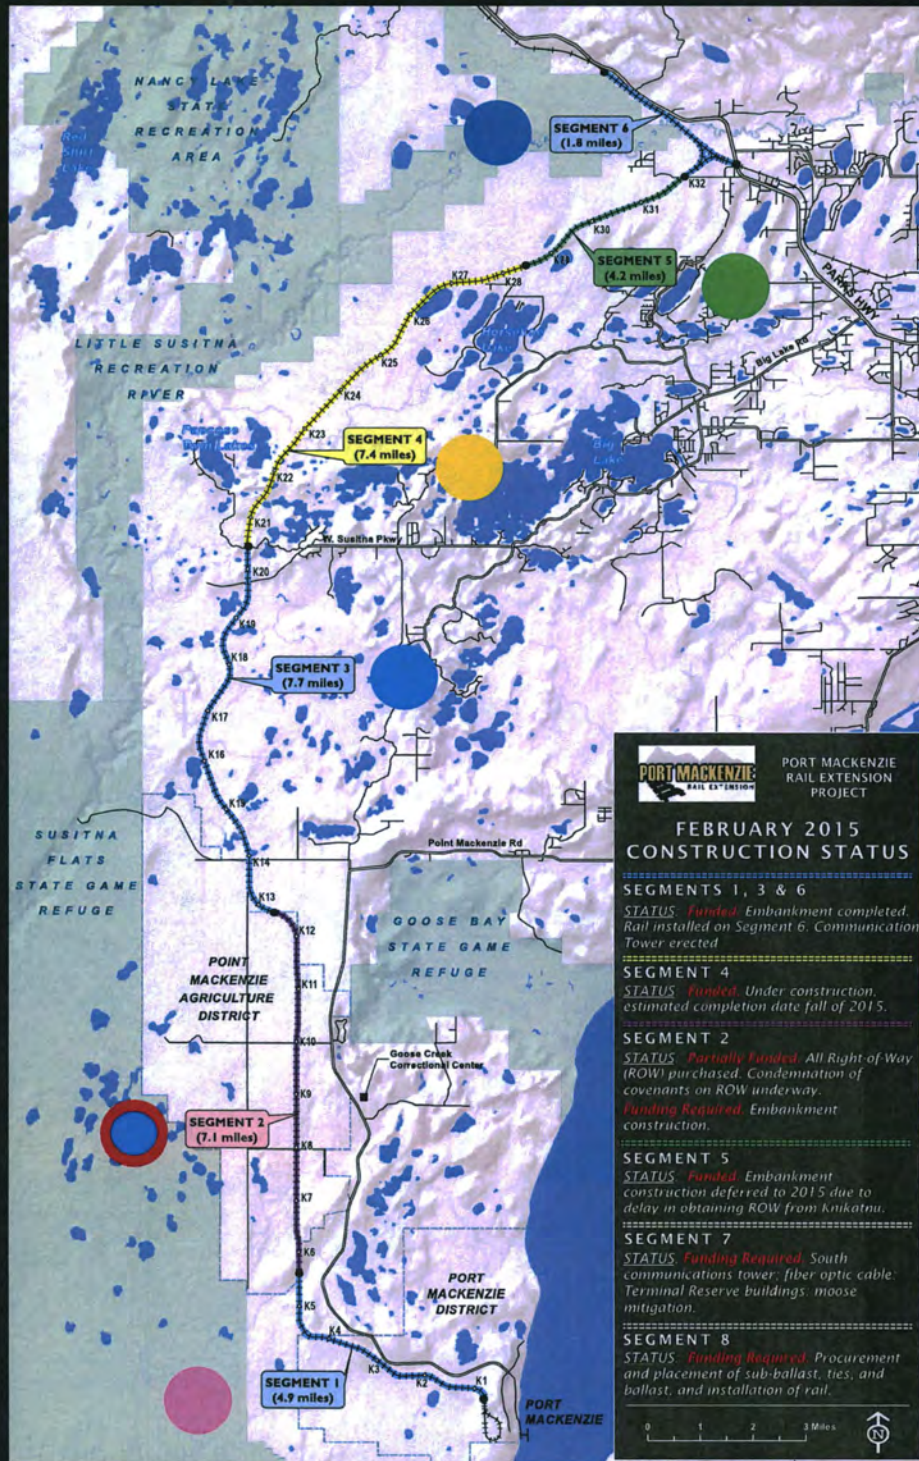 NANCY LAKE
STATE
RECREATION
AREA
Red
Shirt
SEGMENT 6
(1.8 miles)
K32
K31
K30
K29
SEGMENT 5
(4.2 miles)
K28
K27
K26
K25
K24
K23
K22
K21
PARKS HWY
Big Lake Rd
LITTLE SUSITNA
RECREATION
RIVER
SEGMENT 4
(7.4 miles)
Big
Lake
W. Susitna Pkwy
K20
K19
K18
SEGMENT 3
(7.7 miles)
K17
K16
K15
K14
K13
Point Mackenzie Rd
SUSITNA
FLATS
STATE GAME
REFUGE
GOOSE BAY
STATE GAME
REFUGE
K12
POINT
MACKENZIE
AGRICULTURE
DISTRICT
K11
K10
Goose Creek
Correctional Center
K9
SEGMENT 2
(7.1 miles)
K8
K7
K6
K5
PORT
MACKENZIE
DISTRICT
K4
K3
K2
K1
SEGMENT 1
(4.9 miles)
PORT
MACKENZIE
PORT MACKENZIE
RAIL EXTENSION
PORT MACKENZIE
RAIL EXTENSION
PROJECT
FEBRUARY 2015
CONSTRUCTION STATUS
SEGMENTS 1, 3 & 6
STATUS: Funded. Embankment completed.
Rail installed on Segment 6. Communication
Tower erected
SEGMENT 4
STATUS: Funded. Under construction,
estimated completion date fall of 2015.
SEGMENT 2
STATUS: Partially Funded. All Right-of-Way
(ROW) purchased. Condemnation of
covenants on ROW underway.
Funding Required. Embankment
construction.
SEGMENT 5
STATUS: Funded. Embankment
construction deferred to 2015 due to
delay in obtaining ROW from Knikatnu.
SEGMENT 7
STATUS: Funding Required. South
communications tower; fiber optic cable;
Terminal Reserve buildings; moose
mitigation.
SEGMENT 8
STATUS: Funding Required. Procurement
and placement of sub-ballast, ties, and
ballast, and installation of rail.
0 1 2 3 Miles
N